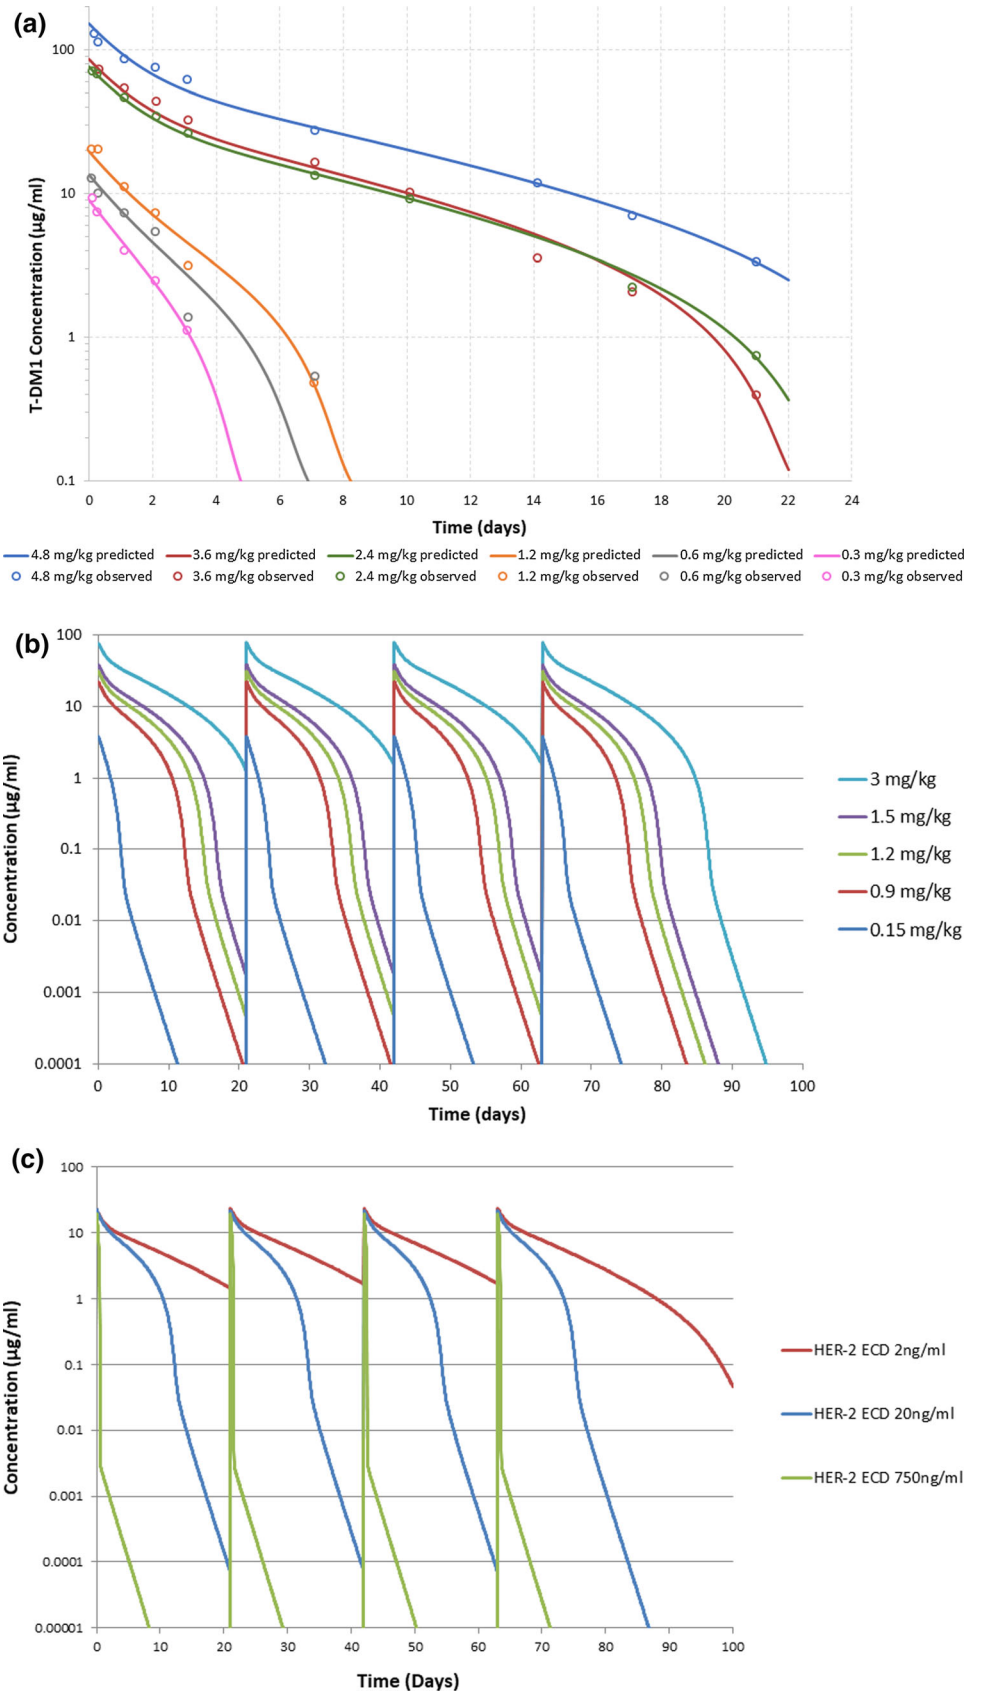 (a)
100
10
1
0.1
T-DM1 Concentration (µg/ml)
0 2 4 6 8 10 12 14 16 18 20 22 24
Time (days)
4.8 mg/kg predicted 3.6 mg/kg predicted 2.4 mg/kg predicted 1.2 mg/kg predicted 0.6 mg/kg predicted 0.3 mg/kg predicted
4.8 mg/kg observed 3.6 mg/kg observed 2.4 mg/kg observed 1.2 mg/kg observed 0.6 mg/kg observed 0.3 mg/kg observed
(b)
100
10
1
0.1
0.01
0.001
0.0001
Concentration (µg/ml)
0 10 20 30 40 50 60 70 80 90 100
Time (days)
3 mg/kg
1.5 mg/kg
1.2 mg/kg
0.9 mg/kg
0.15 mg/kg
(c)
100
10
1
0.1
0.01
0.001
0.0001
0.00001
Concentration (µg/ml)
0 10 20 30 40 50 60 70 80 90 100
Time (Days)
HER-2 ECD 2ng/ml
HER-2 ECD 20ng/ml
HER-2 ECD 750ng/ml